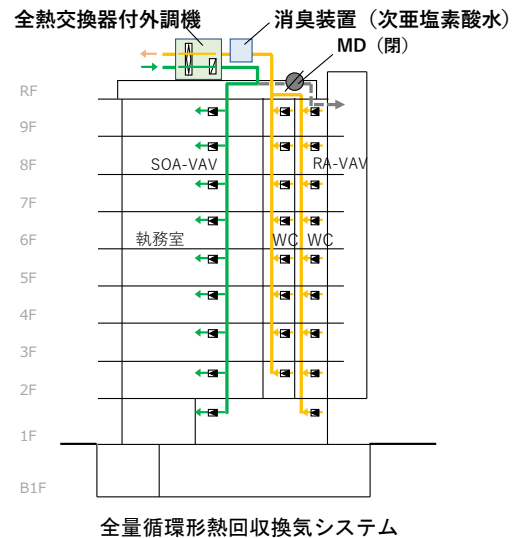 全熱交換器付外調機
消臭装置（次亜塩素酸水）
MD（閉）
RF
9F
8F
SOA-VAV
RA-VAV
7F
6F
執務室
WC
WC
5F
4F
3F
2F
1F
B1F
全量循環形熱回収換気システム